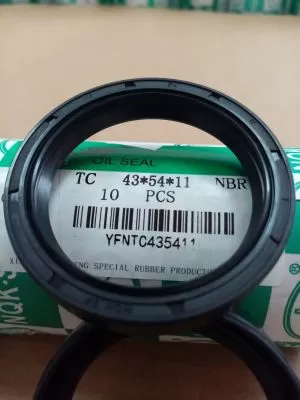 OIL SEAL
TC 43*54*11 NBR
10 PCS
YFNTC435411
SPECIAL RUBBER PRODUCT